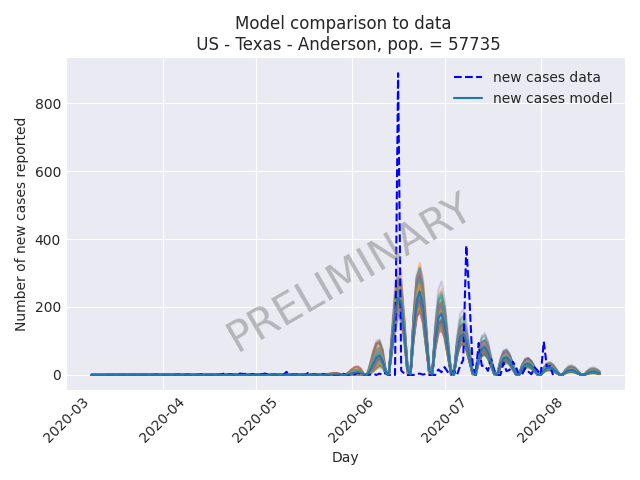 Model comparison to data
US - Texas - Anderson, pop. = 57735
new cases data
new cases model
Number of new cases reported
800
600
400
200
0
PRELIMINARY
2020-03
2020-04
2020-05
2020-06
2020-07
2020-08
Day